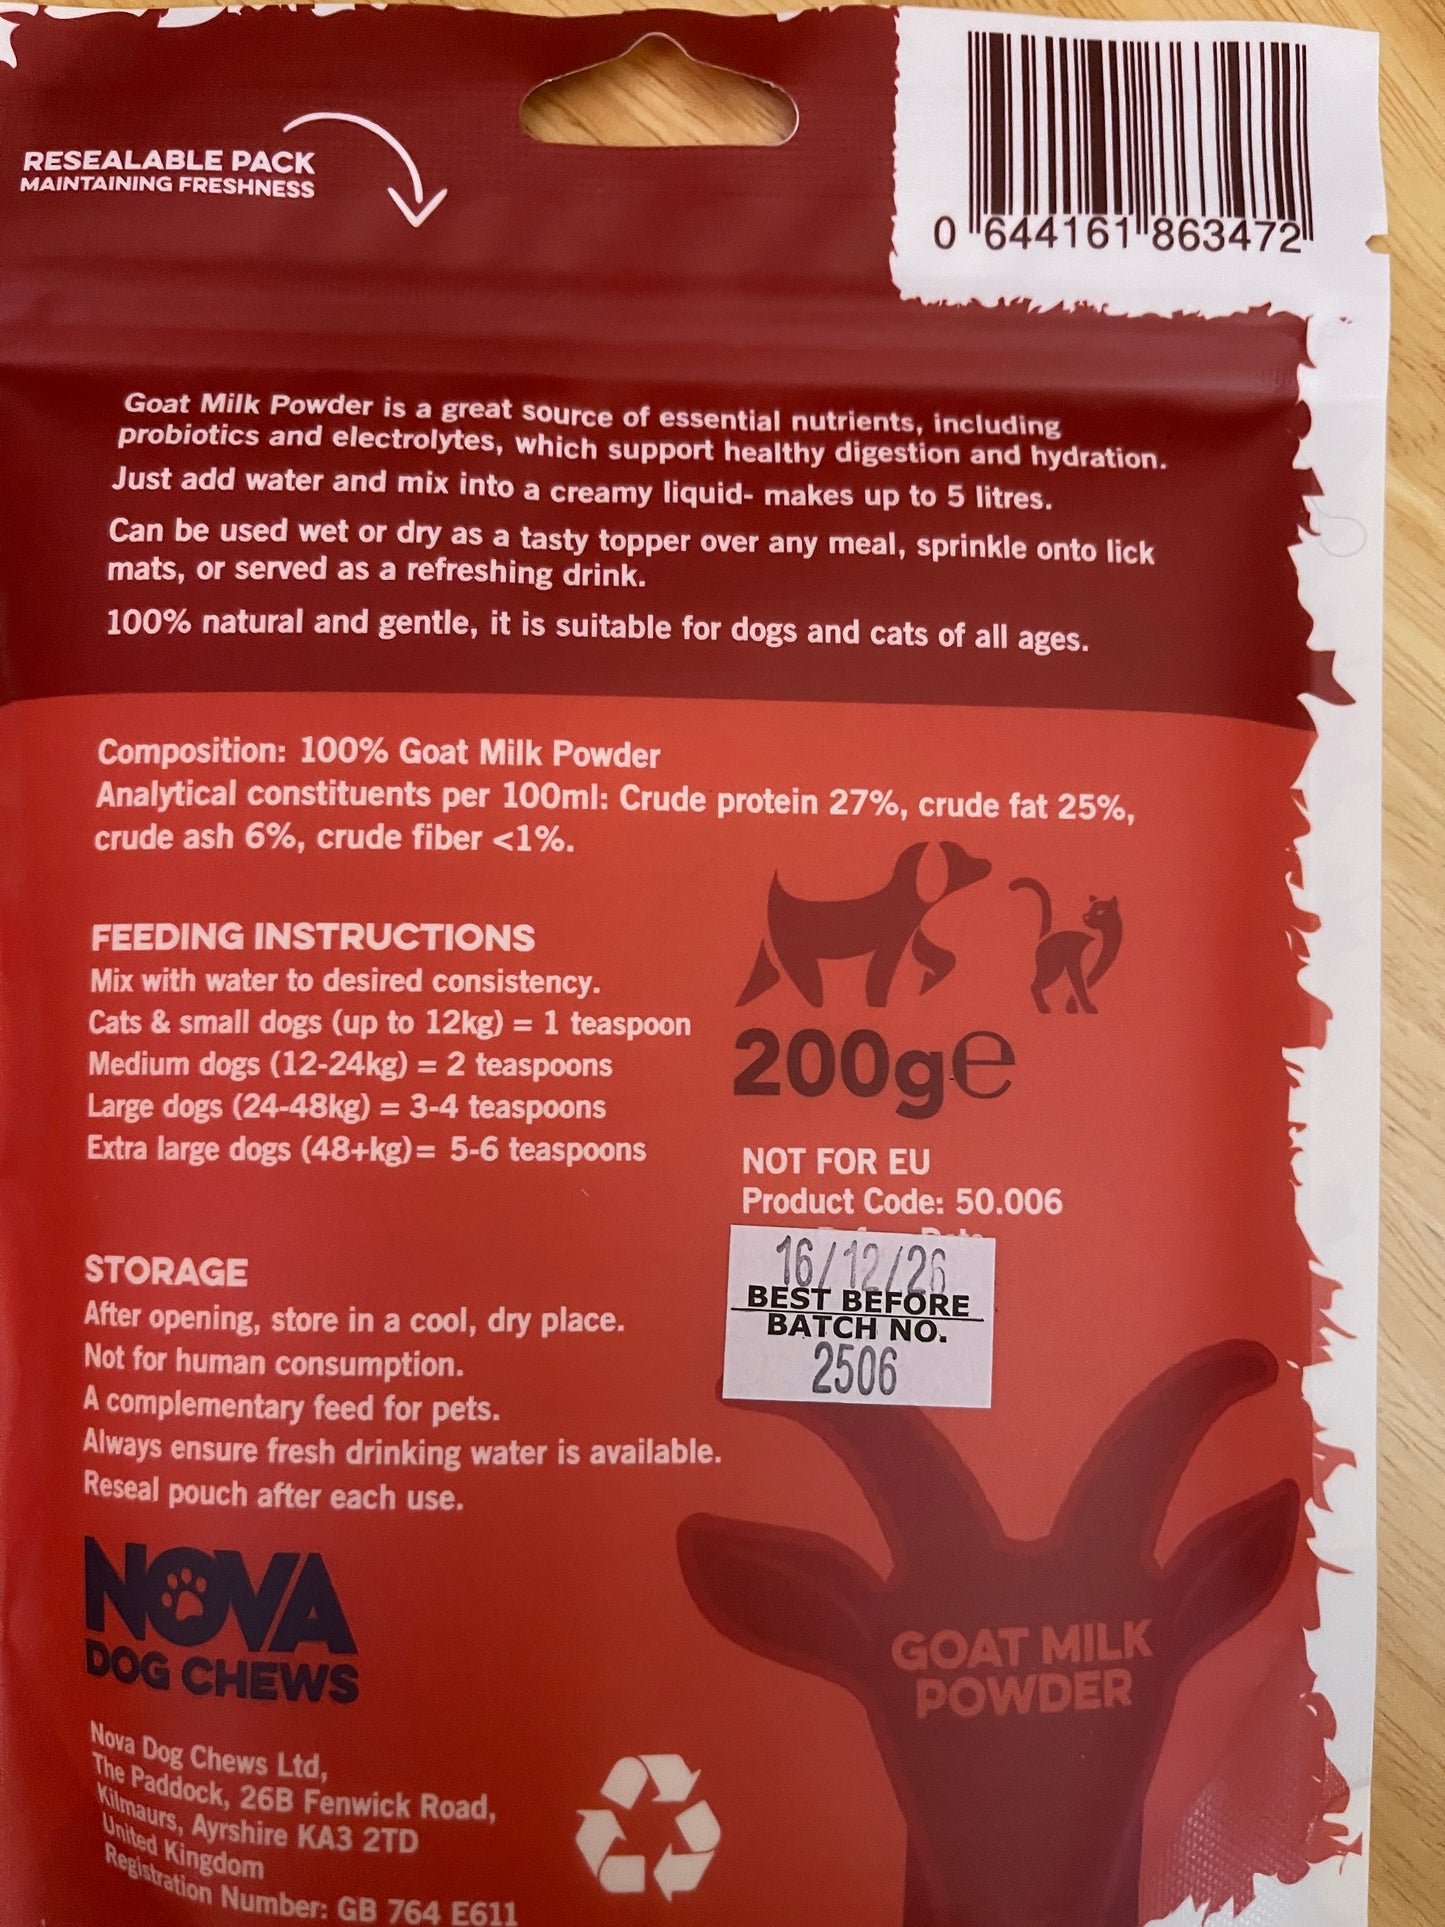 RESEALABLE PACK
MAINTAINING FRESHNESS
0 644161 863472
Goat Milk Powder is a great source of essential nutrients, including
probiotics and electrolytes, which support healthy digestion and hydration.
Just add water and mix into a creamy liquid- makes up to 5 litres.
Can be used wet or dry as a tasty topper over any meal, sprinkle onto lick
mats, or served as a refreshing drink.
100% natural and gentle, it is suitable for dogs and cats of all ages.
Composition: 100% Goat Milk Powder
Analytical constituents per 100ml: Crude protein 27%, crude fat 25%,
crude ash 6%, crude fiber <1%.
FEEDING INSTRUCTIONS
Mix with water to desired consistency.
Cats & small dogs (up to 12kg) = 1 teaspoon
Medium dogs (12-24kg) = 2 teaspoons
Large dogs (24-48kg) = 3-4 teaspoons
Extra large dogs (48+kg)= 5-6 teaspoons
200g℮
NOT FOR EU
Product Code: 50.006
16/12/26
BEST BEFORE
BATCH NO.
2506
STORAGE
After opening, store in a cool, dry place.
Not for human consumption.
A complementary feed for pets.
Always ensure fresh drinking water is available.
Reseal pouch after each use.
NOVA
DOG CHEWS
GOAT MILK
POWDER
Nova Dog Chews Ltd,
The Paddock, 26B Fenwick Road,
Kilmaurs, Ayrshire KA3 2TD
United Kingdom
Registration Number: GB 764 E611